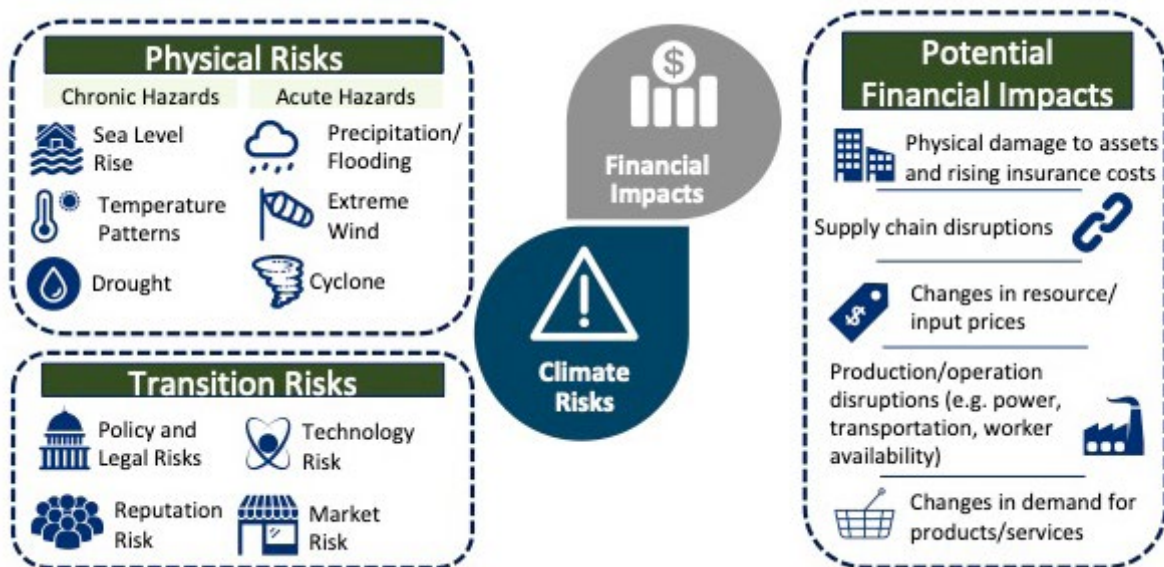 Physical Risks
Chronic Hazards
Acute Hazards
Sea Level
Rise
Precipitation/
Flooding
Temperature
Patterns
Extreme
Wind
Drought
Cyclone
Transition Risks
Policy and
Legal Risks
Technology
Risk
Reputation
Risk
Market
Risk
$
Financial
Impacts
Climate
Risks
Potential
Financial Impacts
Physical damage to assets
and rising insurance costs
Supply chain disruptions
$
Changes in resource/
input prices
Production/operation
disruptions (e.g. power,
transportation, worker
availability)
Changes in demand for
products/services